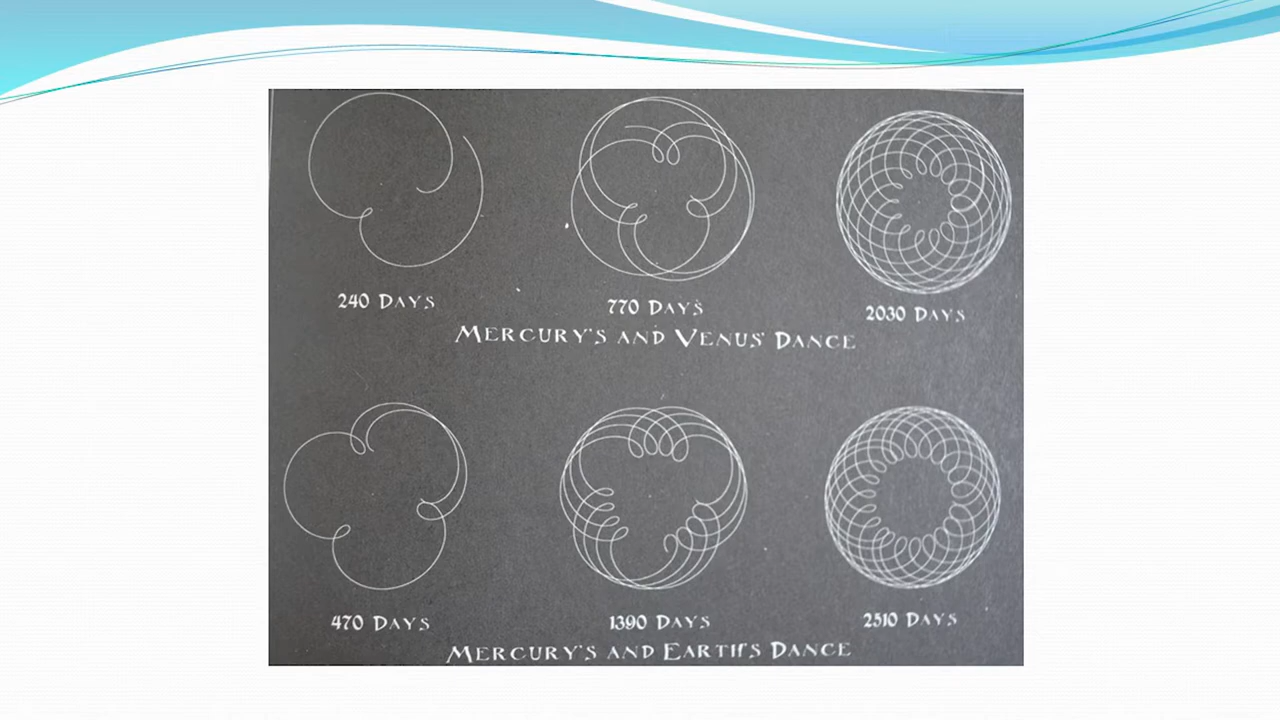 240 Days
770 Days
2030 Days
Mercury's and Venus' Dance
470 Days
1390 Days
2510 Days
Mercury's and Earth's Dance